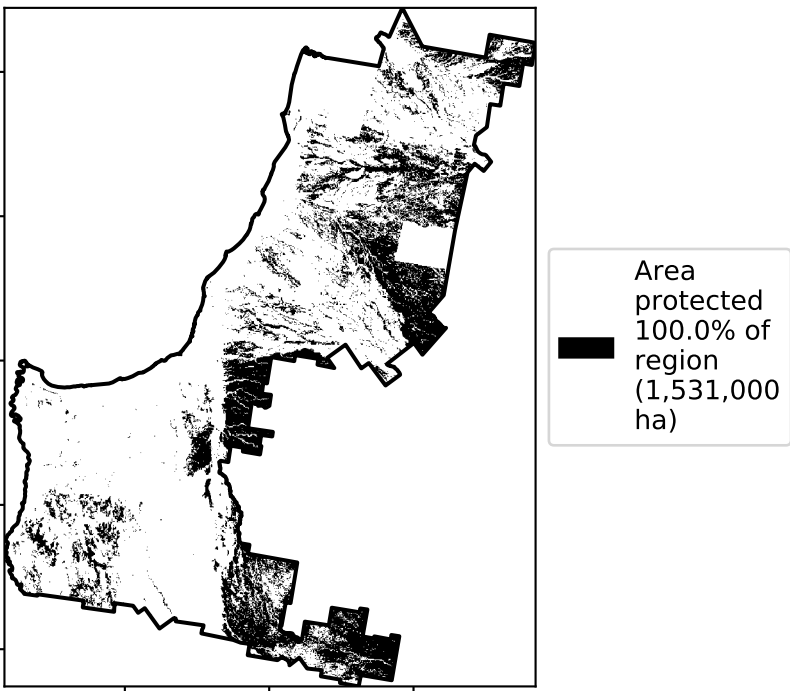 Area
protected
100.0% of
region
(1,531,000
ha)